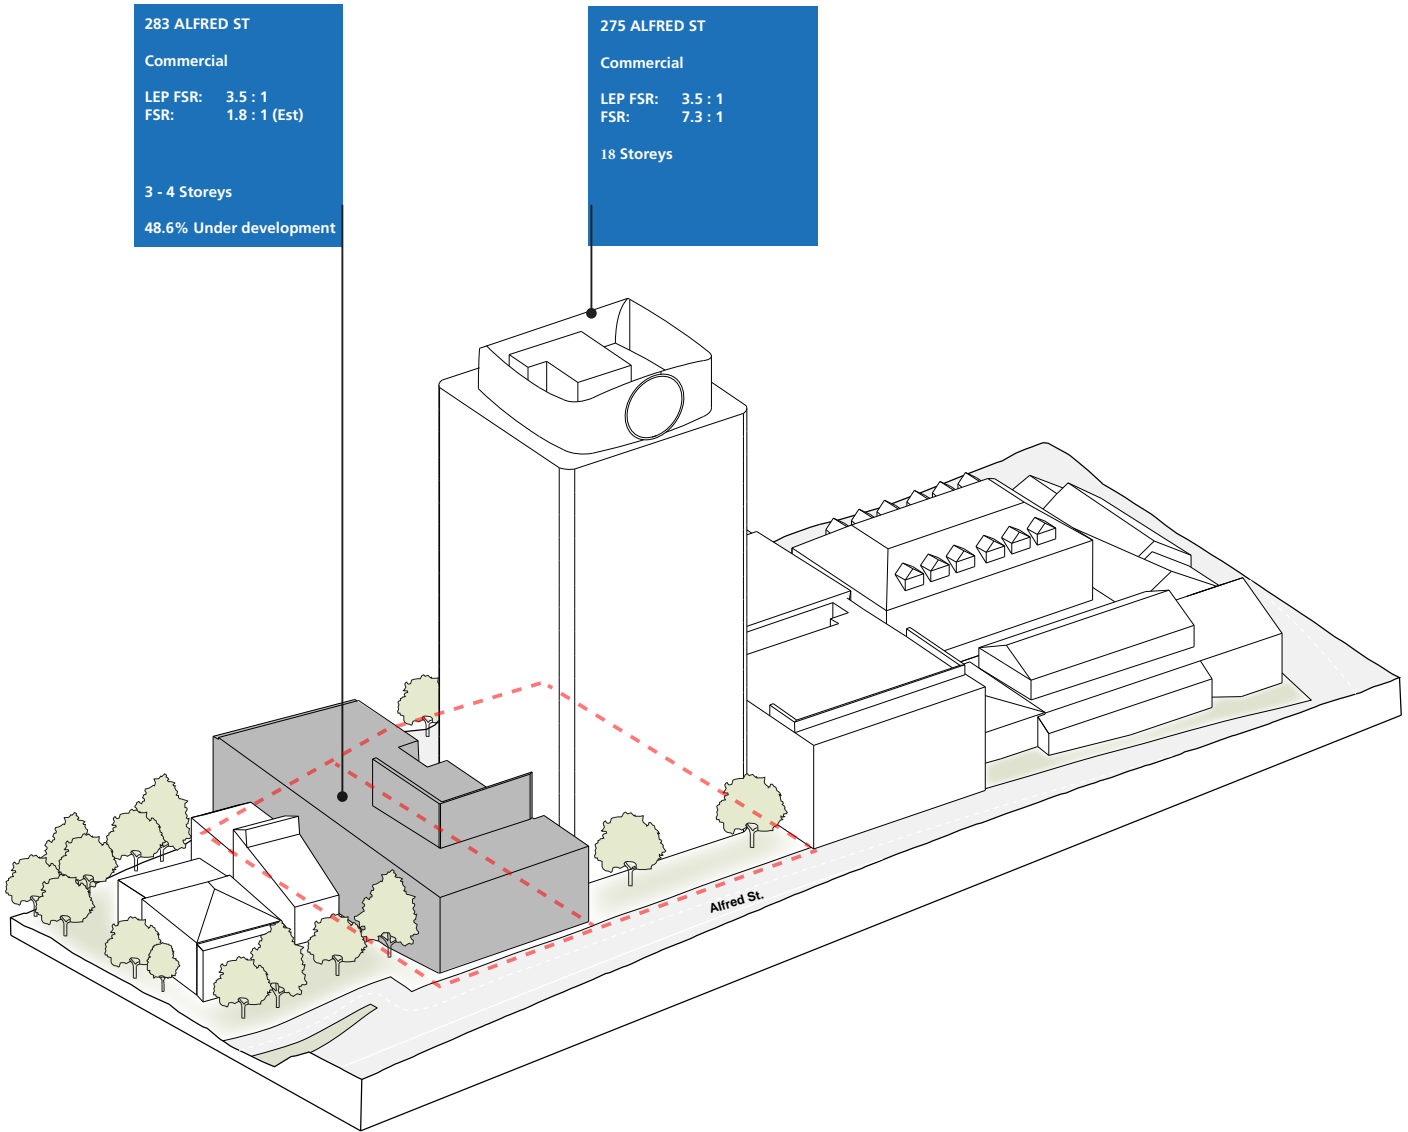 283 ALFRED ST
Commercial
LEP FSR: 3.5 : 1
FSR: 1.8 : 1 (Est)
3 - 4 Storeys
48.6% Under development
275 ALFRED ST
Commercial
LEP FSR: 3.5 : 1
FSR: 7.3 : 1
18 Storeys
Alfred St.